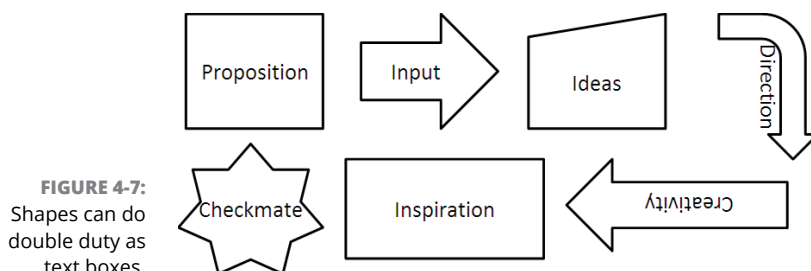 Proposition
Input
Ideas
Direction
Checkmate
Inspiration
Creativity
FIGURE 4-7:
Shapes can do
double duty as
text boxes.